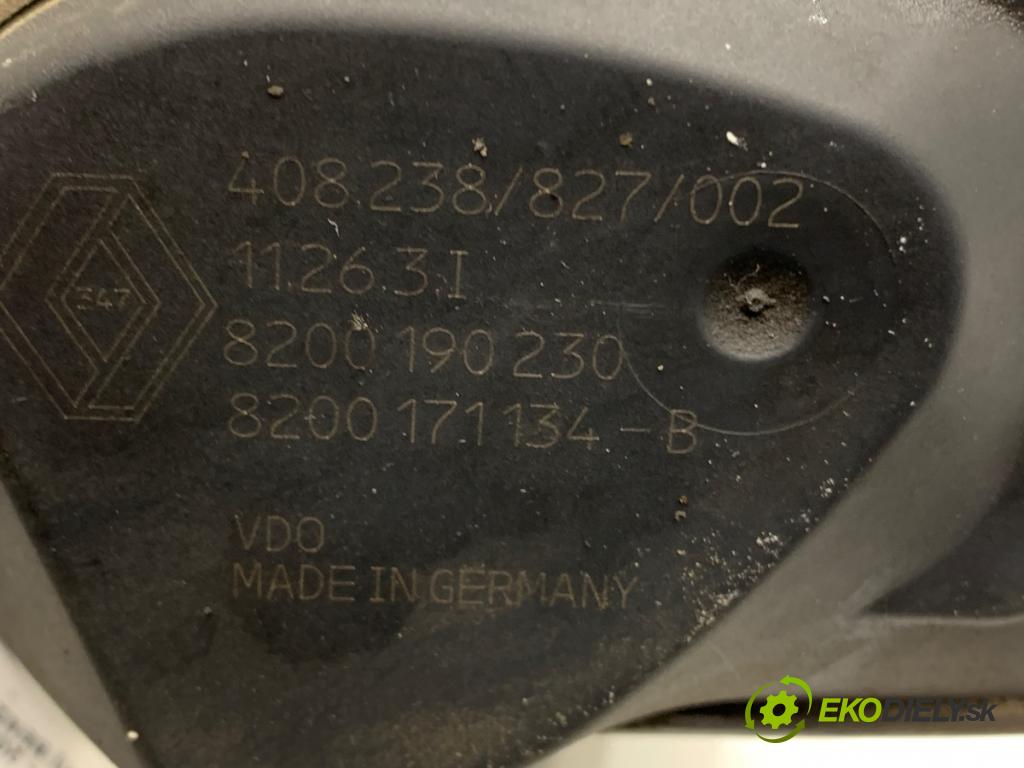 408.238/827/002
11.26.3.I
347
8200 190 230
8200 171 134 - B
VDO
MADE IN GERMANY
EKODIELY.SK